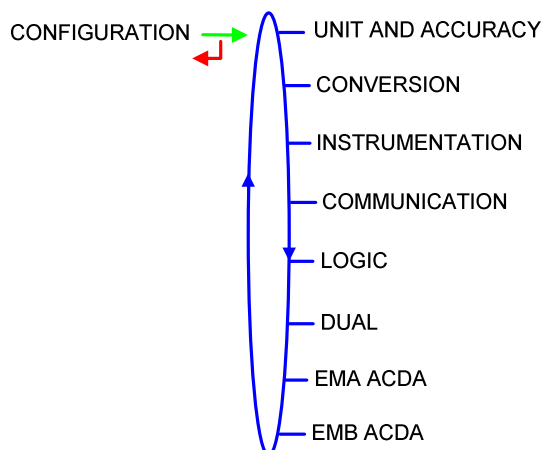 CONFIGURATION
UNIT AND ACCURACY
CONVERSION
INSTRUMENTATION
COMMUNICATION
LOGIC
DUAL
EMA ACDA
EMB ACDA